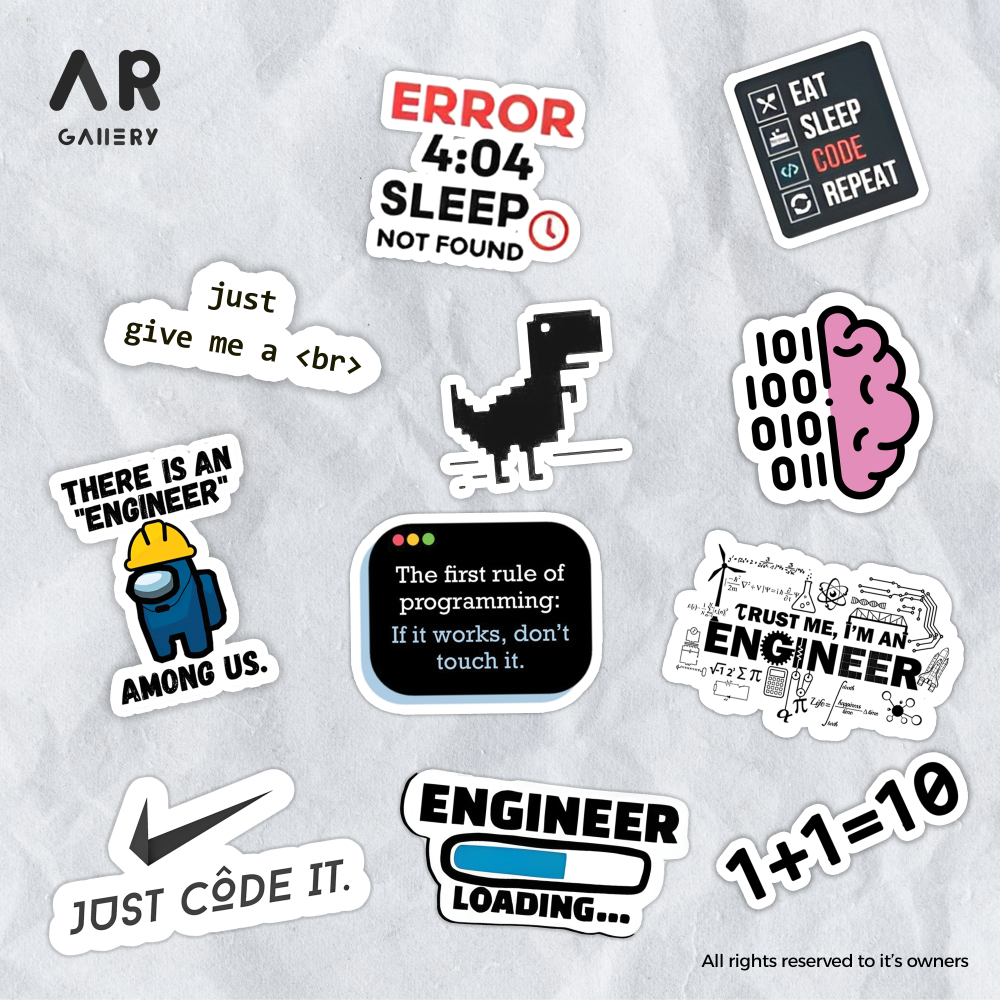 AR
GALLERY
ERROR
4:04
SLEEP
NOT FOUND
EAT
SLEEP
CODE
</>
REPEAT
just
give me a <br>
101
100
010
011
THERE IS AN
"ENGINEER"
AMONG US.
The first rule of
programming:
If it works, don't
touch it.
TRUST ME, I'M AN
ENGINEER
JUST CÔDE IT.
ENGINEER
LOADING...
1+1=10
All rights reserved to it's owners